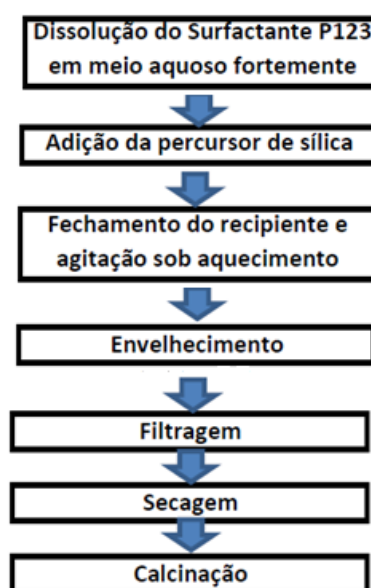 Dissolução do Surfactante P123
em meio aquoso fortemente
Adição da percursor de sílica
Fechamento do recipiente e
agitação sob aquecimento
Envelhecimento
Filtragem
Secagem
Calcinação